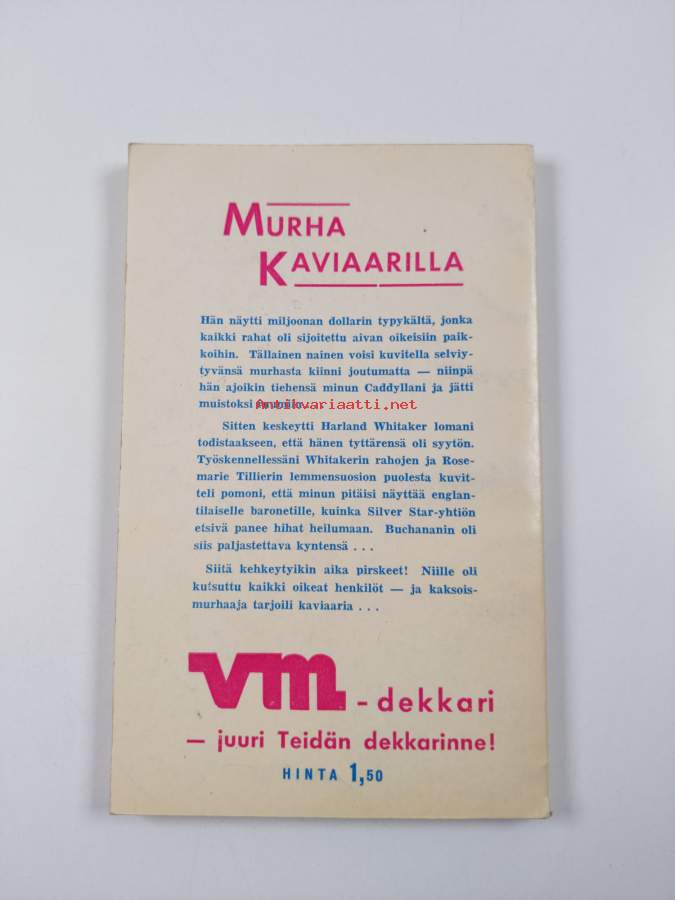 MURHA
KAVIAARILLA
Hän näytti miljoonan dollarin typykältä, jonka
kaikki rahat oli sijoitettu aivan oikeisiin paik-
koihin. Tällainen nainen voisi kuvitella selviy-
tyvänsä murhasta kiinni joutumatta — niinpä
hän ajoikin tiehensä minun Caddyllani ja jätti
muistoksi
antikvariaatti.net
Sitten keskeytti Harland Whitaker lomani
todistaakseen, että hänen tyttärensä oli syytön.
Työskennellessäni Whitakerin rahojen ja Rose-
marie Tillierin lemmensuosion puolesta kuvit-
teli pomoni, että minun pitäisi näyttää englan-
tilaiselle baronetille, kuinka Silver Star-yhtiön
etsivä panee hihat heilumaan. Buchananin oli
siis paljastettava kyntensä . . .
Siitä kehkeytyikin aika pirskeet! Niille oli
kutsuttu kaikki oikeat henkilöt — ja kaksois-
murhaaja tarjoili kaviaaria . . .
vm - dekkari
— juuri Teidän dekkarinne!
HINTA 1,50